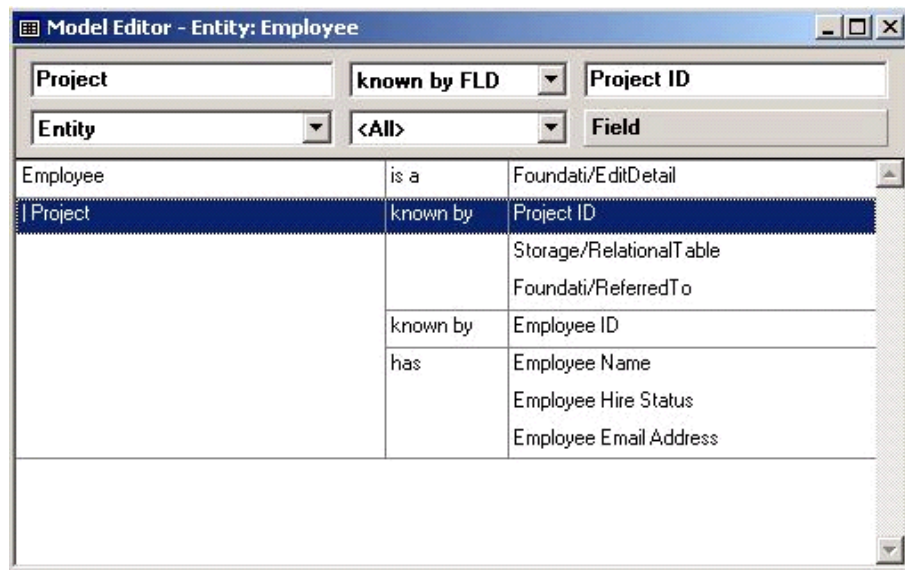 Model Editor - Entity: Employee
Project known by FLD Project ID
Entity <All> Field
Employee is a Foundati/EditDetail
| Project known by Project ID
Storage/RelationalTable
Foundati/ReferredTo
known by Employee ID
has Employee Name
Employee Hire Status
Employee Email Address